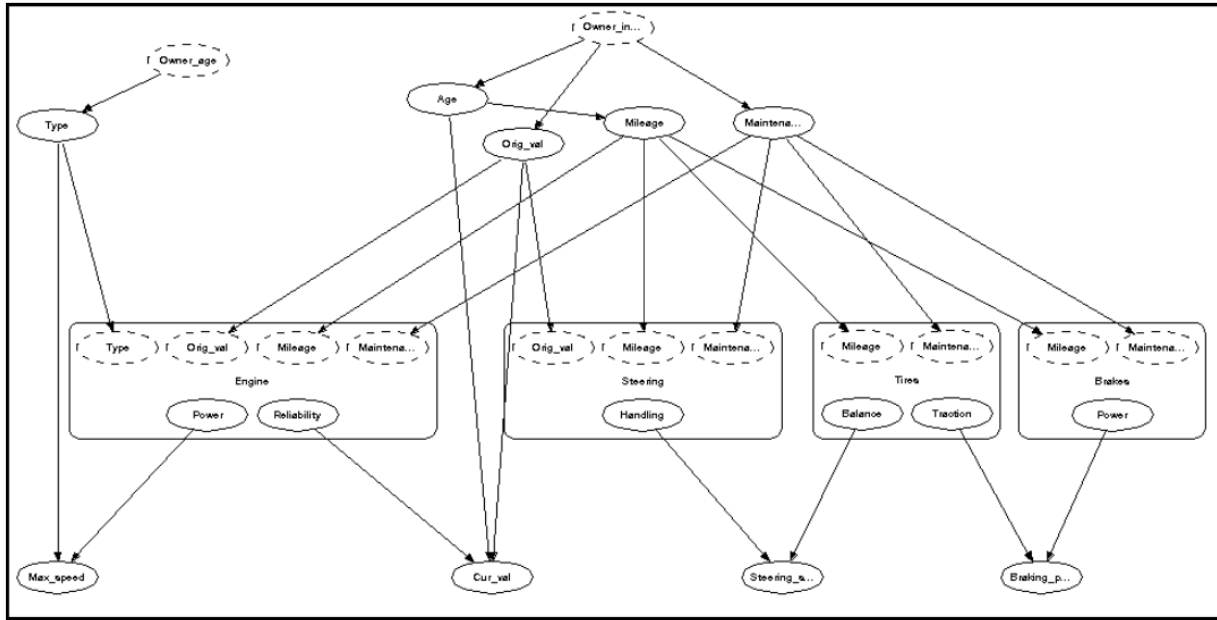 Owner_in...
Owner_age
Age
Type
Mileage
Maintena...
Orig_val
Type
Orig_val
Mileage
Maintena...
Orig_val
Mileage
Maintena...
Mileage
Maintena...
Mileage
Maintena...
Engine
Steering
Tires
Brakes
Power
Reliability
Handling
Balance
Traction
Power
Max_speed
Cur_val
Steering_s...
Braking_p...